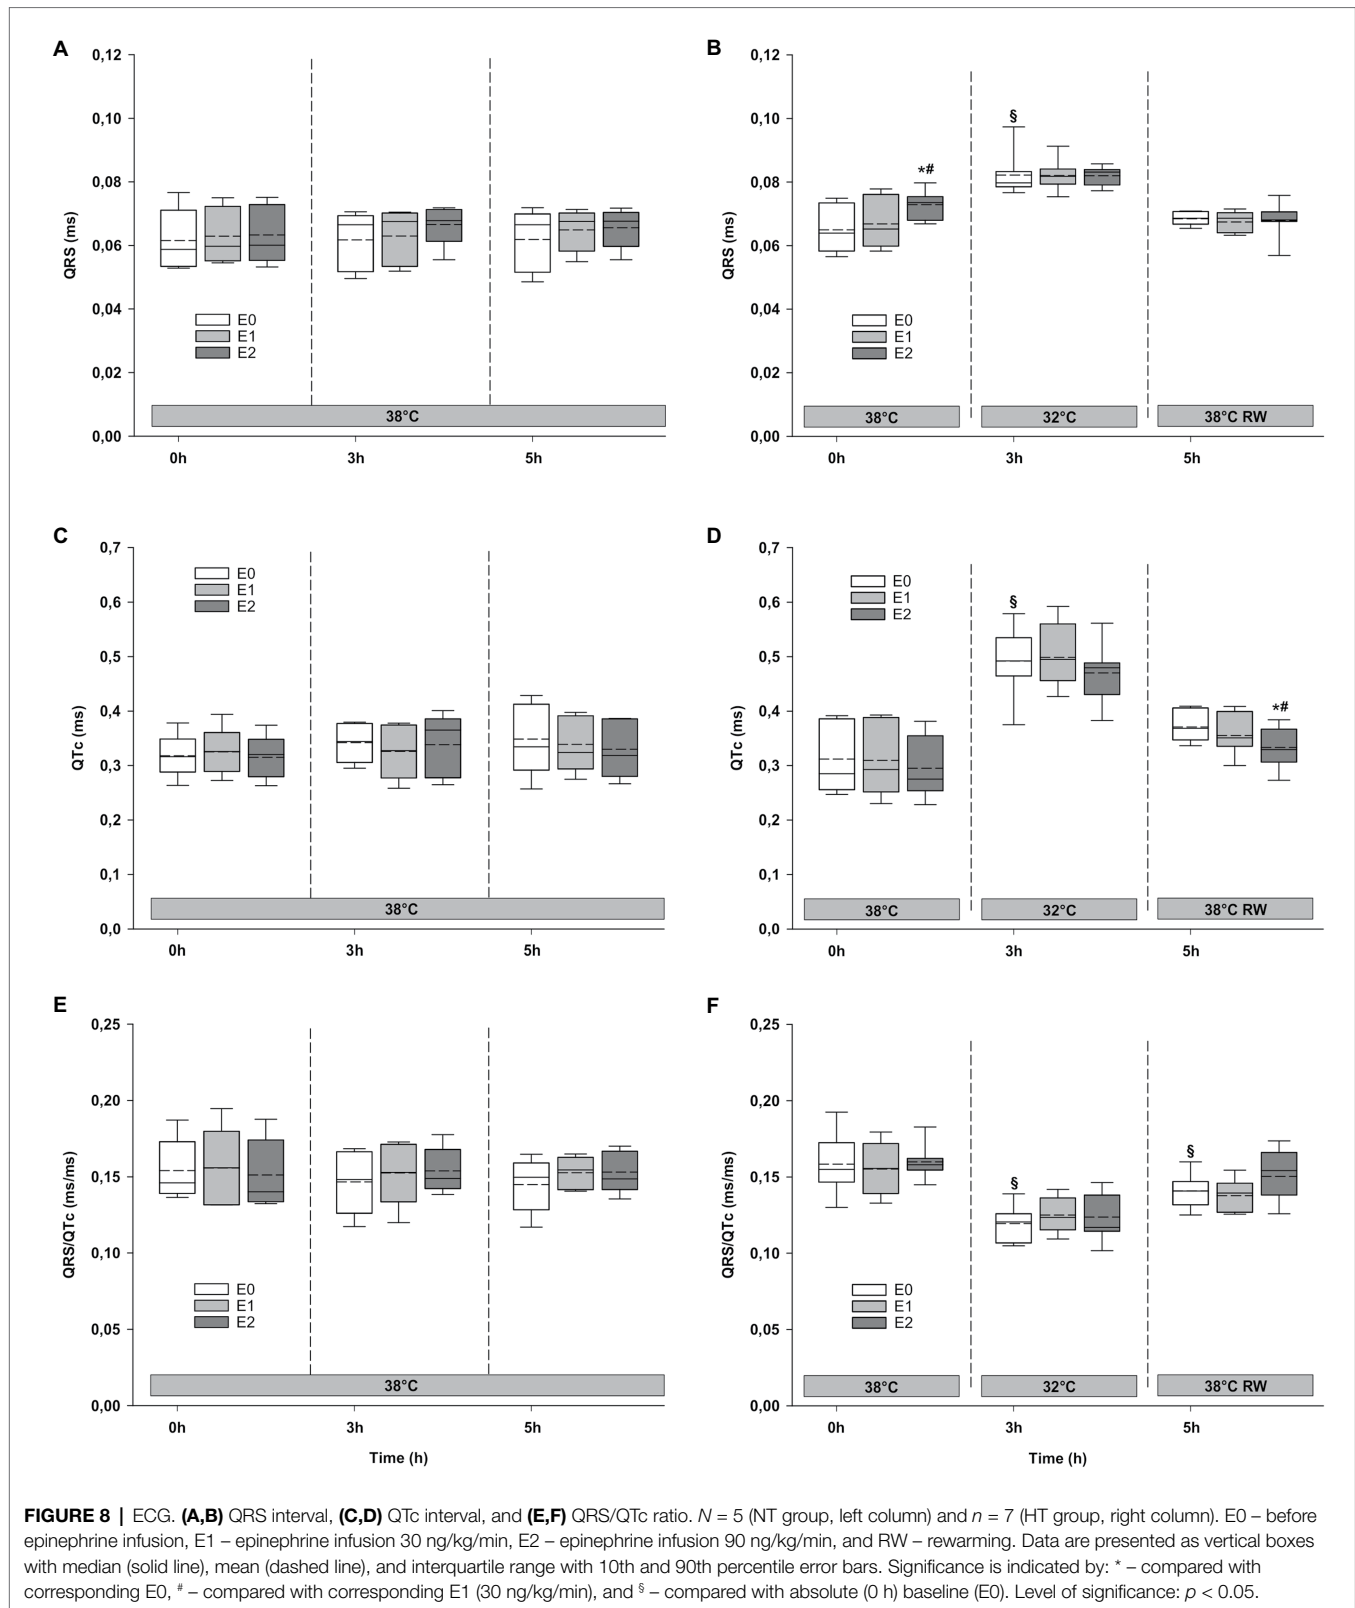 A
0,12
0,10
0,08
0,06
0,04
0,02
0,00
QRS (ms)
E0
E1
E2
38°C
0h 3h 5h
B
0,12
0,10
0,08
0,06
0,04
0,02
0,00
QRS (ms)
*#
§
E0
E1
E2
38°C 32°C 38°C RW
0h 3h 5h
C
0,7
0,6
0,5
0,4
0,3
0,2
0,1
0,0
QTc (ms)
E0
E1
E2
38°C
0h 3h 5h
D
0,7
0,6
0,5
0,4
0,3
0,2
0,1
0,0
QTc (ms)
E0
E1
E2
§
*#
38°C 32°C 38°C RW
0h 3h 5h
E
0,25
0,20
0,15
0,10
0,05
0,00
QRS/QTc (ms/ms)
E0
E1
E2
38°C
0h 3h 5h
Time (h)
F
0,25
0,20
0,15
0,10
0,05
0,00
QRS/QTc (ms/ms)
§
§
E0
E1
E2
38°C 32°C 38°C RW
0h 3h 5h
Time (h)
FIGURE 8 | ECG. (A,B) QRS interval, (C,D) QTc interval, and (E,F) QRS/QTc ratio. N = 5 (NT group, left column) and n = 7 (HT group, right column). E0 – before
epinephrine infusion, E1 – epinephrine infusion 30 ng/kg/min, E2 – epinephrine infusion 90 ng/kg/min, and RW – rewarming. Data are presented as vertical boxes
with median (solid line), mean (dashed line), and interquartile range with 10th and 90th percentile error bars. Significance is indicated by: * – compared with
corresponding E0, # – compared with corresponding E1 (30 ng/kg/min), and § – compared with absolute (0 h) baseline (E0). Level of significance: p < 0.05.